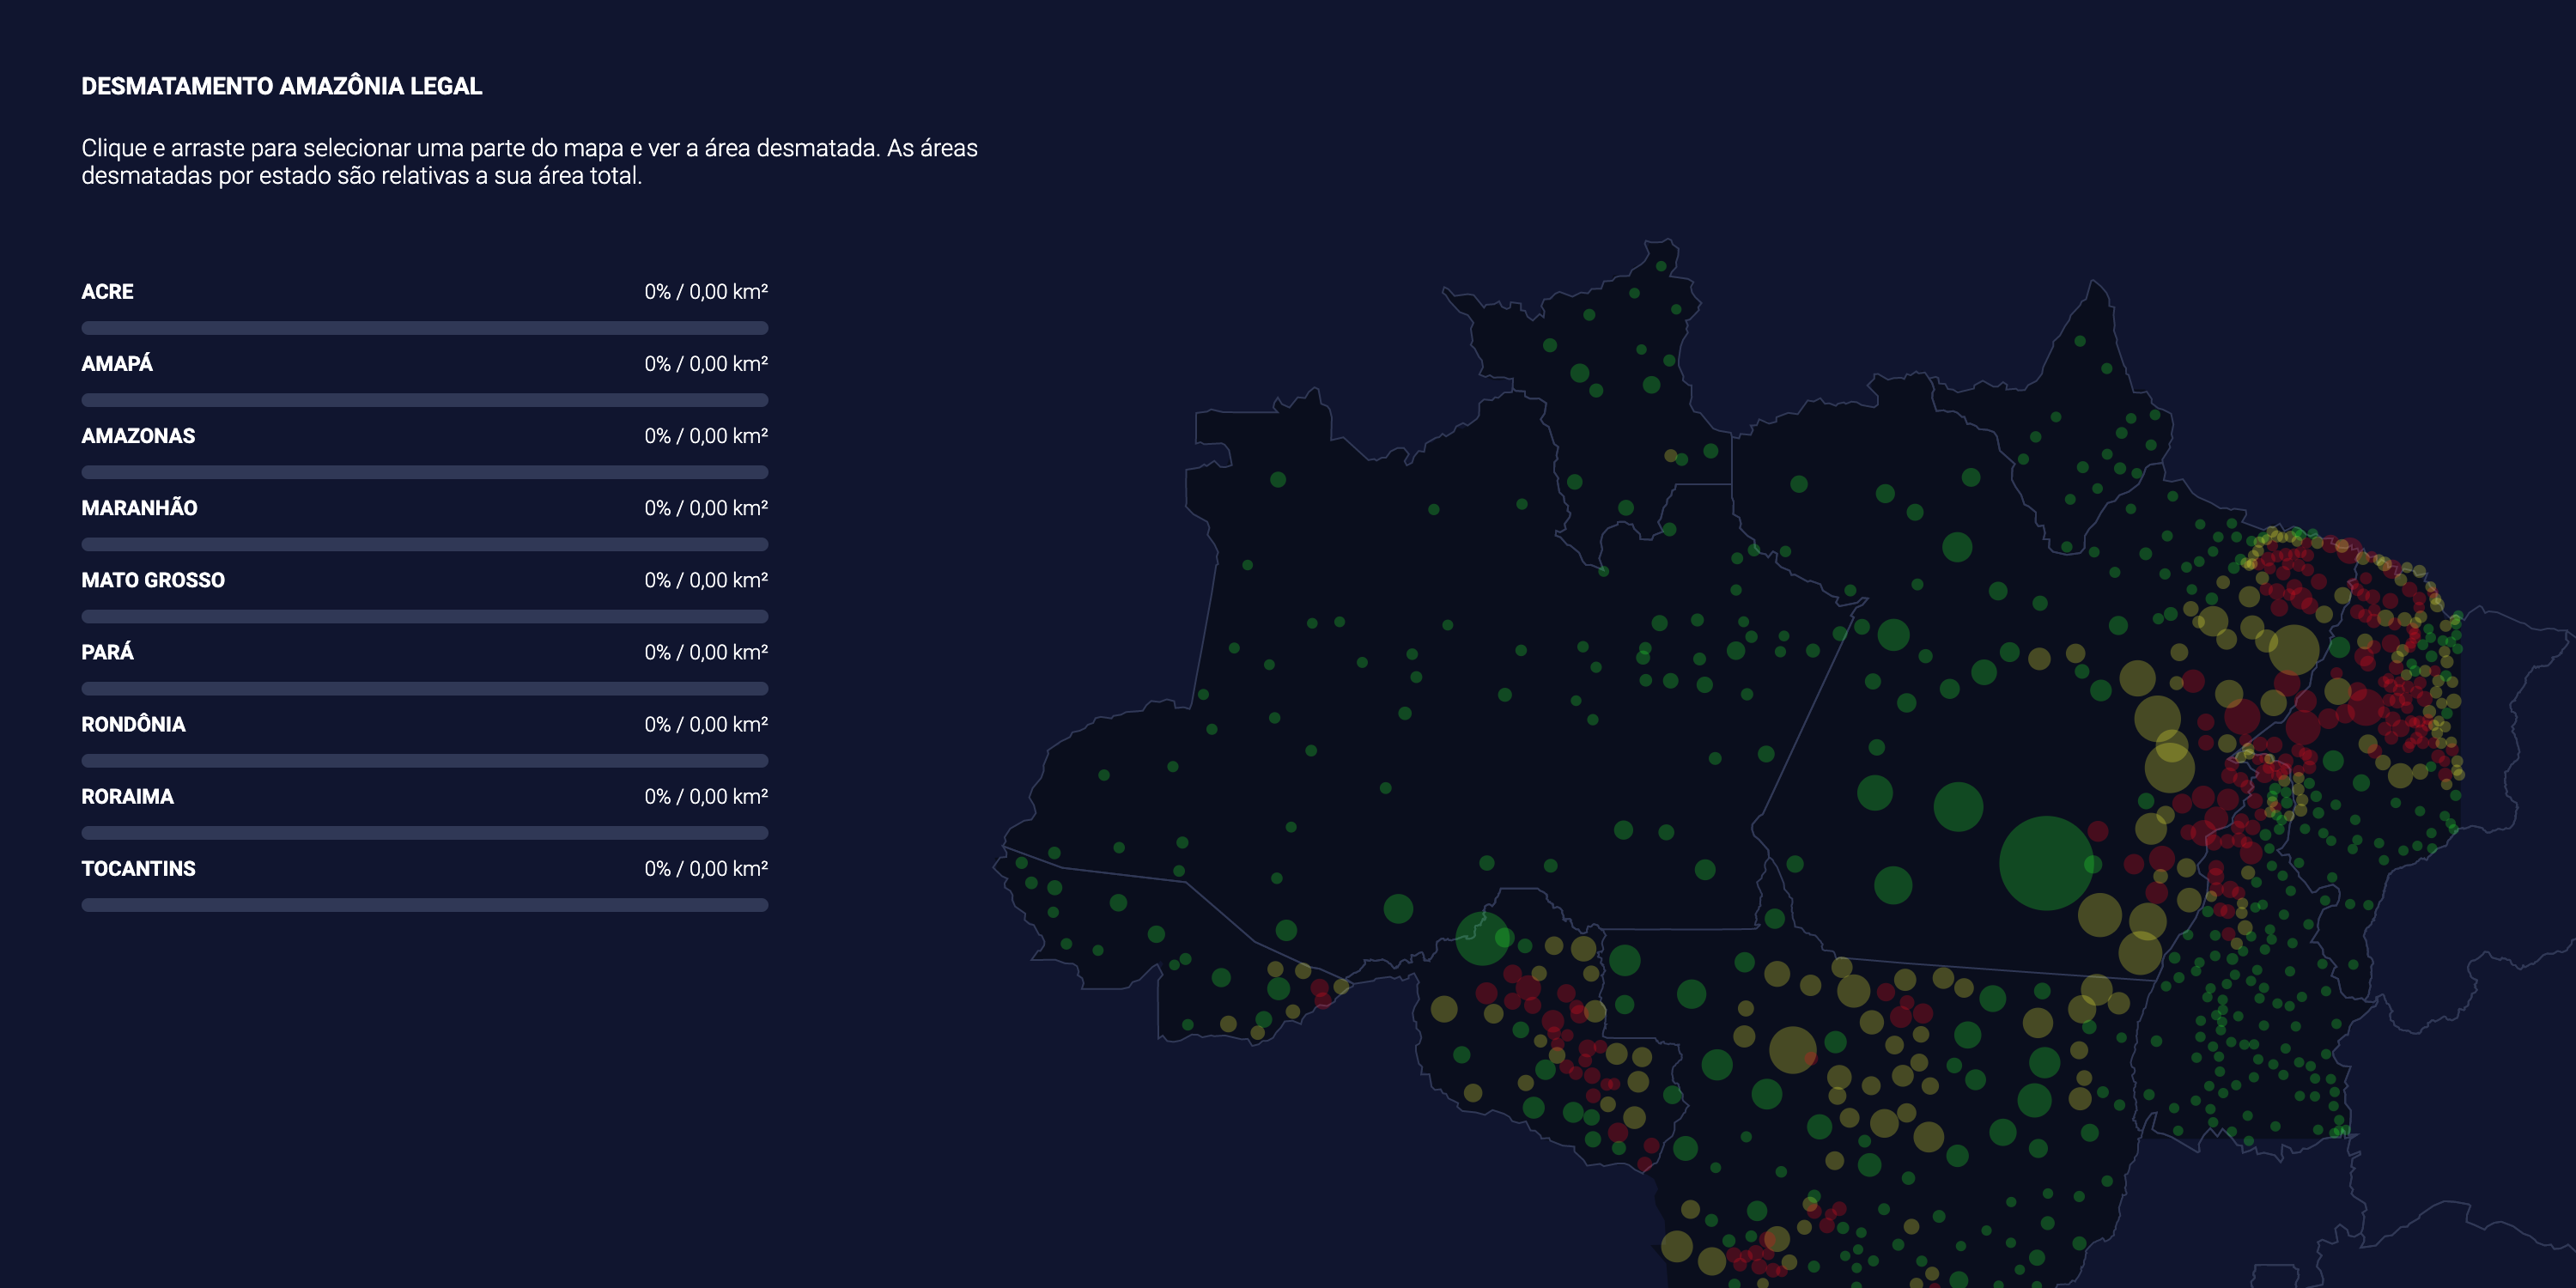 DESMATAMENTO AMAZÔNIA LEGAL
Clique e arraste para selecionar uma parte do mapa e ver a área desmatada. As áreas
desmatadas por estado são relativas a sua área total.
ACRE 0% / 0,00 km²
AMAPÁ 0% / 0,00 km²
AMAZONAS 0% / 0,00 km²
MARANHÃO 0% / 0,00 km²
MATO GROSSO 0% / 0,00 km²
PARÁ 0% / 0,00 km²
RONDÔNIA 0% / 0,00 km²
RORAIMA 0% / 0,00 km²
TOCANTINS 0% / 0,00 km²